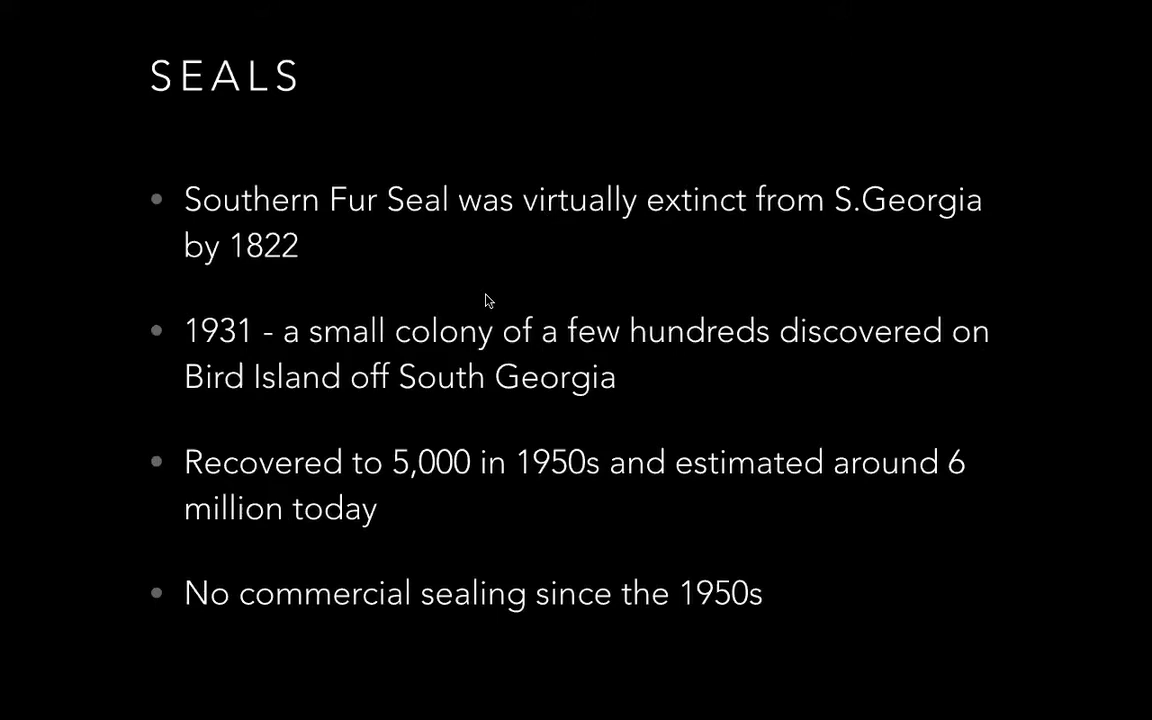 SEALS
• Southern Fur Seal was virtually extinct from S.Georgia
by 1822
• 1931 - a small colony of a few hundreds discovered on
Bird Island off South Georgia
• Recovered to 5,000 in 1950s and estimated around 6
million today
• No commercial sealing since the 1950s